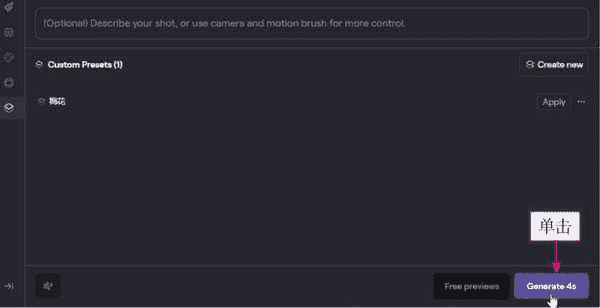 (Optional) Describe your shot, or use camera and motion brush for more control
Custom Presets (1)
Create new
Apply
单击
Free previews
Generate 4s